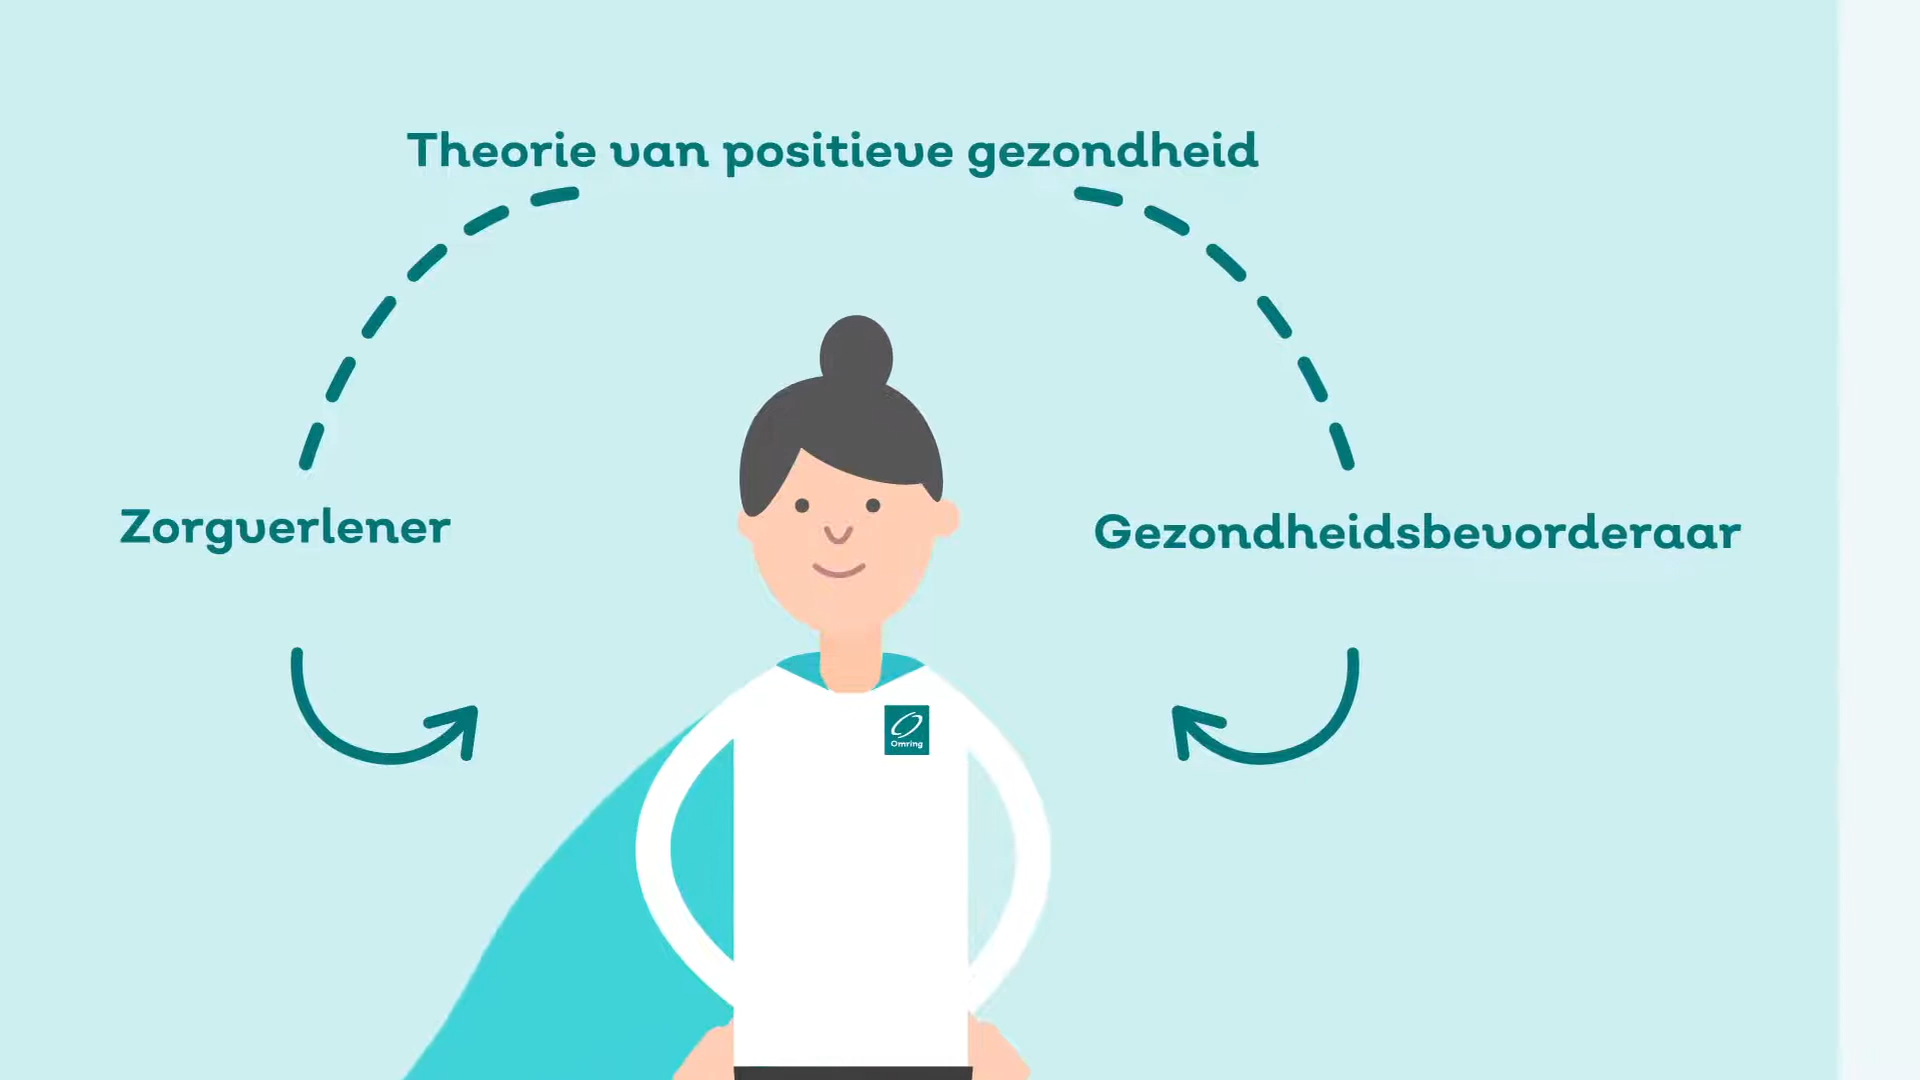 Theorie van positieve gezondheid
Zorgverlener
Gezondheidsbevorderaar
Omring